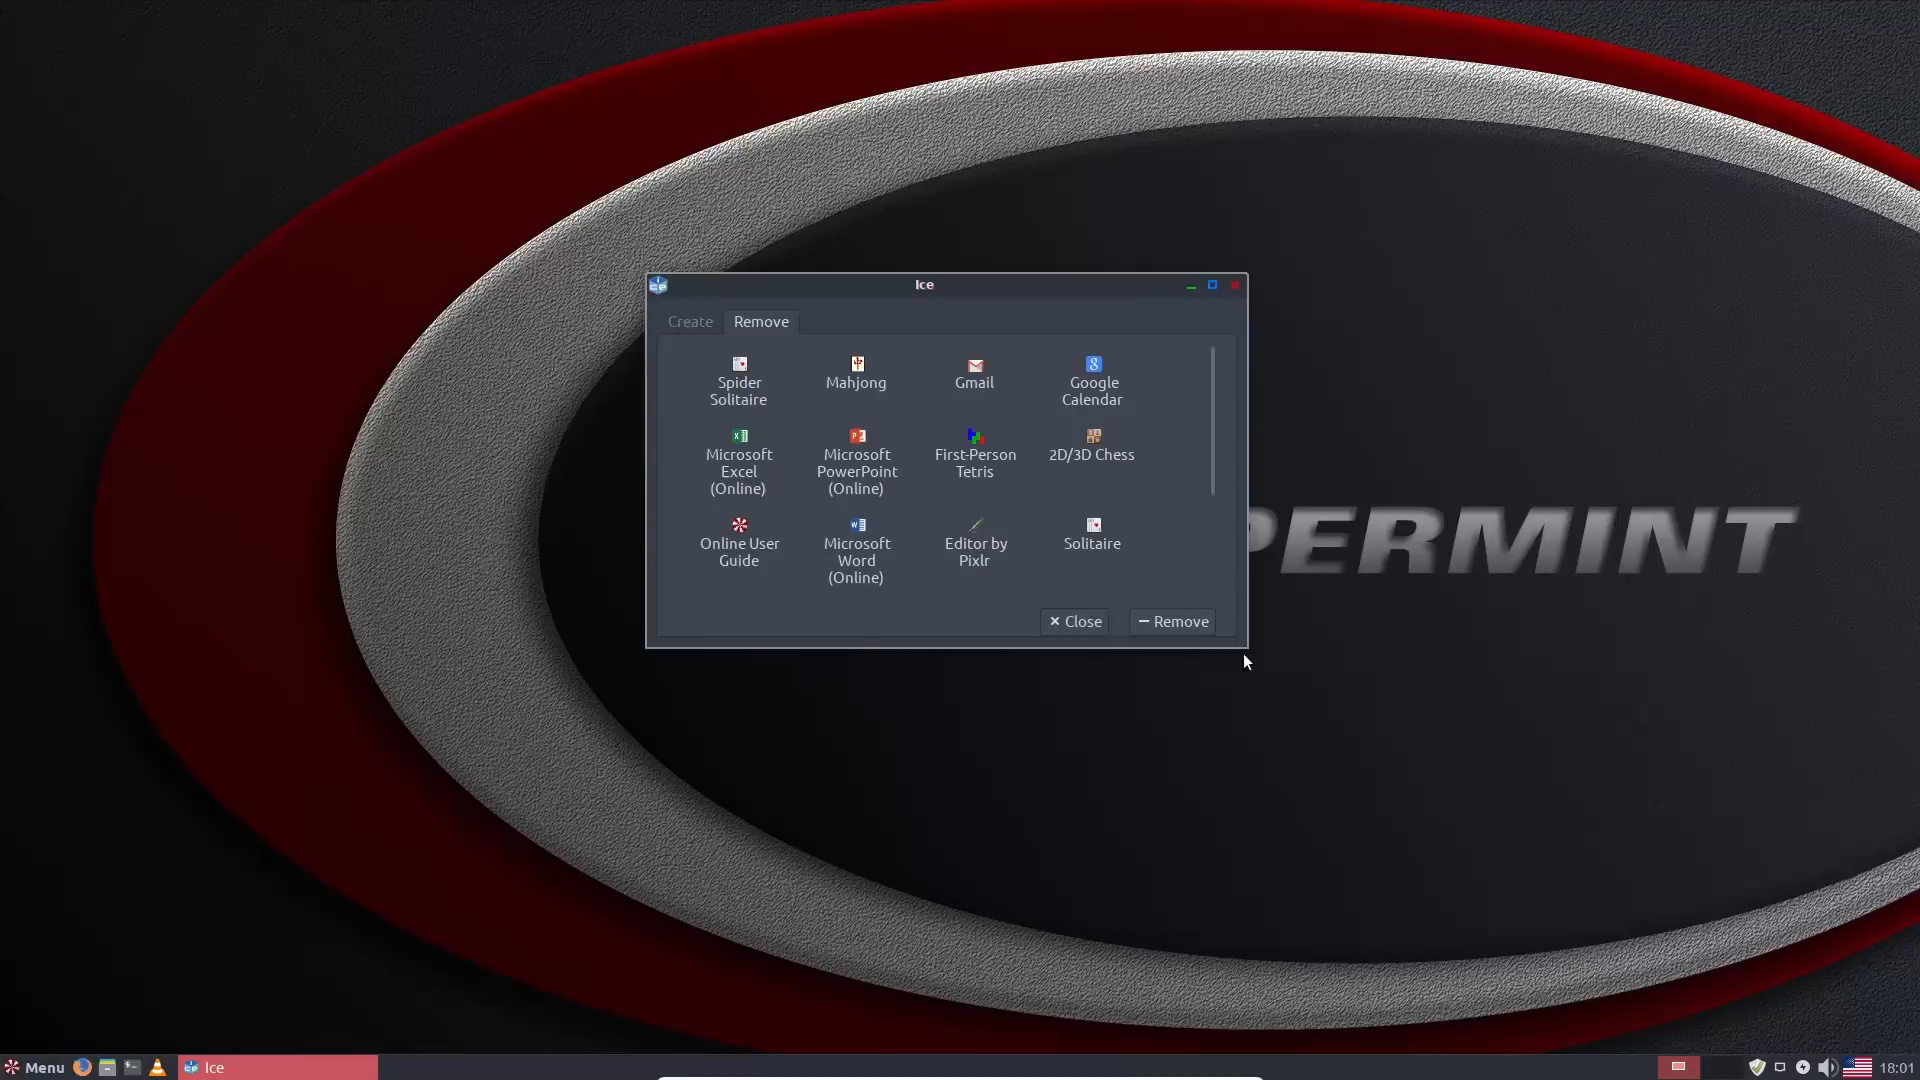 Ice
Create Remove
Spider Solitaire
Mahjong
Gmail
Google Calendar
Microsoft Excel (Online)
Microsoft PowerPoint (Online)
First-Person Tetris
2D/3D Chess
Online User Guide
Microsoft Word (Online)
Editor by Pixlr
Solitaire
Close Remove
PERMINT
Menu Ice 18:01